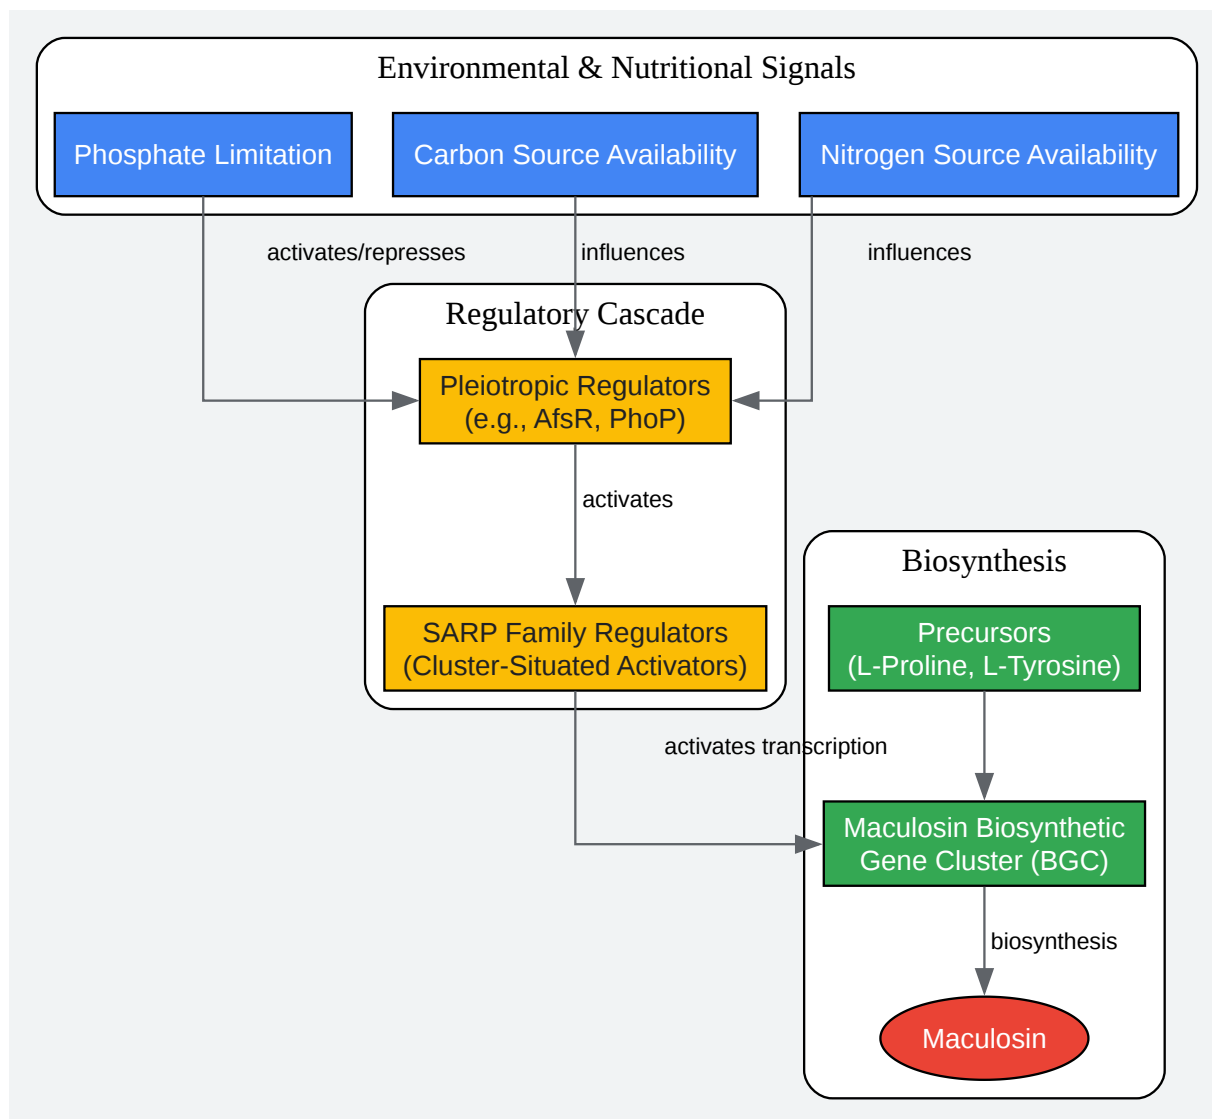 Environmental & Nutritional Signals
Phosphate Limitation
Carbon Source Availability
Nitrogen Source Availability
activates/represses
influences
influences
Regulatory Cascade
Pleiotropic Regulators
(e.g., AfsR, PhoP)
activates
SARP Family Regulators
(Cluster-Situated Activators)
Biosynthesis
Precursors
(L-Proline, L-Tyrosine)
activates transcription
Maculosin Biosynthetic
Gene Cluster (BGC)
biosynthesis
Maculosin